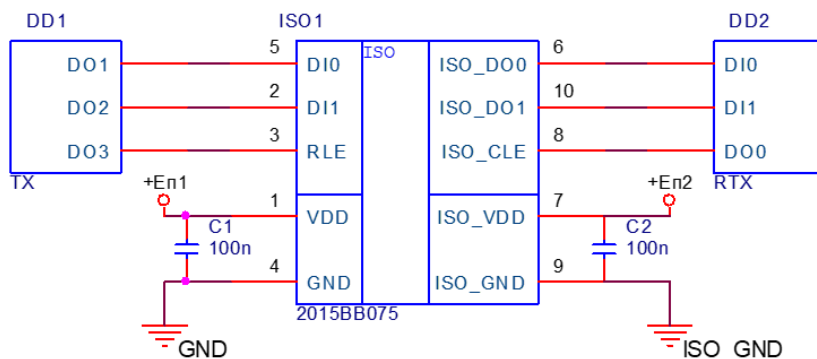 DD1 ISO1 DD2
5 ISO 6
DO1 DI0 ISO_DO0 DI0
2 10
DO2 DI1 ISO_DO1 DI1
3 8
DO3 RLE ISO_CLE DO0
TX RTX
+Eп1 +Eп2
1 7
VDD ISO_VDD
C1 C2
100n 100n
4 9
GND ISO_GND
2015BB075
GND ISO_GND